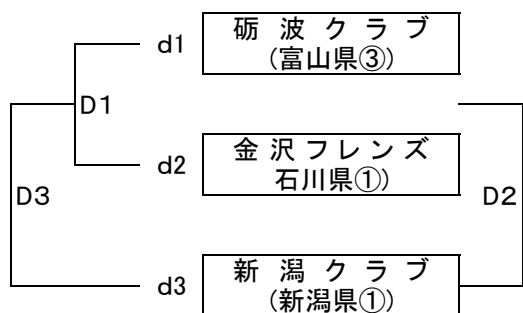 d1
砺波クラブ
(富山県③)
D1
d2
金沢フレンズ
石川県①)
D3
D2
d3
新潟クラブ
(新潟県①)